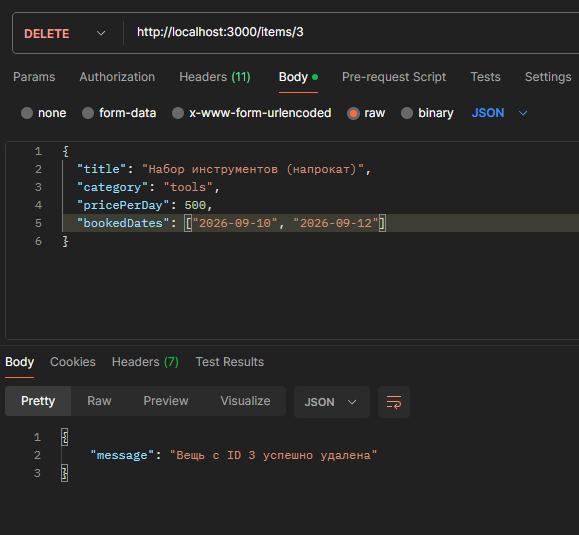 DELETE http://localhost:3000/items/3
Params Authorization Headers (11) Body Pre-request Script Tests Settings
none form-data x-www-form-urlencoded raw binary JSON
1 {
2 "title": "Набор инструментов (напрокат)",
3 "category": "tools",
4 "pricePerDay": 500,
5 "bookedDates": ["2026-09-10", "2026-09-12"]
6 }
Body Cookies Headers (7) Test Results
Pretty Raw Preview Visualize JSON
1 {
2 "message": "Вещь с ID 3 успешно удалена"
3 }